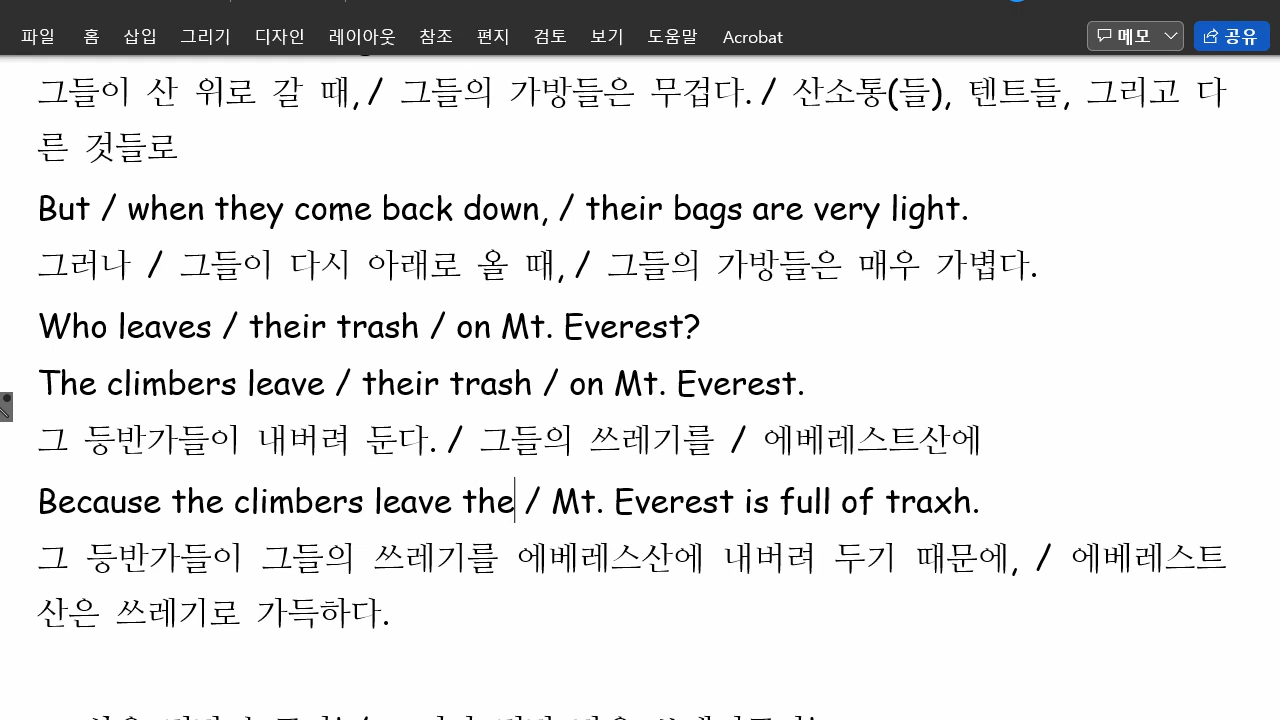 파일 홈 삽입 그리기 디자인 레이아웃 참조 편지 검토 보기 도움말 Acrobat 메모 공유
그들이 산 위로 갈 때, / 그들의 가방들은 무겁다. / 산소통(들), 텐트들, 그리고 다
른 것들로
But / when they come back down, / their bags are very light.
그러나 / 그들이 다시 아래로 올 때, / 그들의 가방들은 매우 가볍다.
Who leaves / their trash / on Mt. Everest?
The climbers leave / their trash / on Mt. Everest.
그 등반가들이 내버려 둔다. / 그들의 쓰레기를 / 에베레스트산에
Because the climbers leave the / Mt. Everest is full of traxh.
그 등반가들이 그들의 쓰레기를 에베레스산에 내버려 두기 때문에, / 에베레스트
산은 쓰레기로 가득하다.